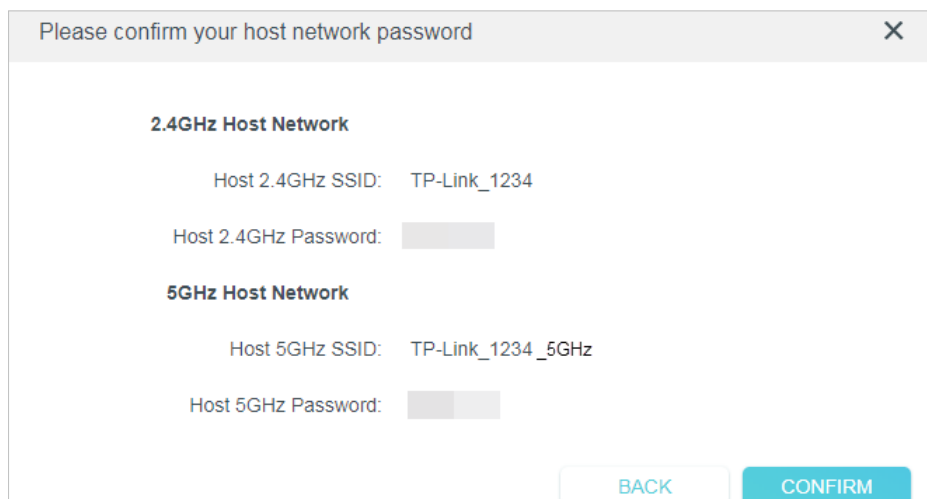 Please confirm your host network password
2.4GHz Host Network
Host 2.4GHz SSID: TP-Link_1234
Host 2.4GHz Password:
5GHz Host Network
Host 5GHz SSID: TP-Link_1234 _5GHz
Host 5GHz Password:
BACK CONFIRM